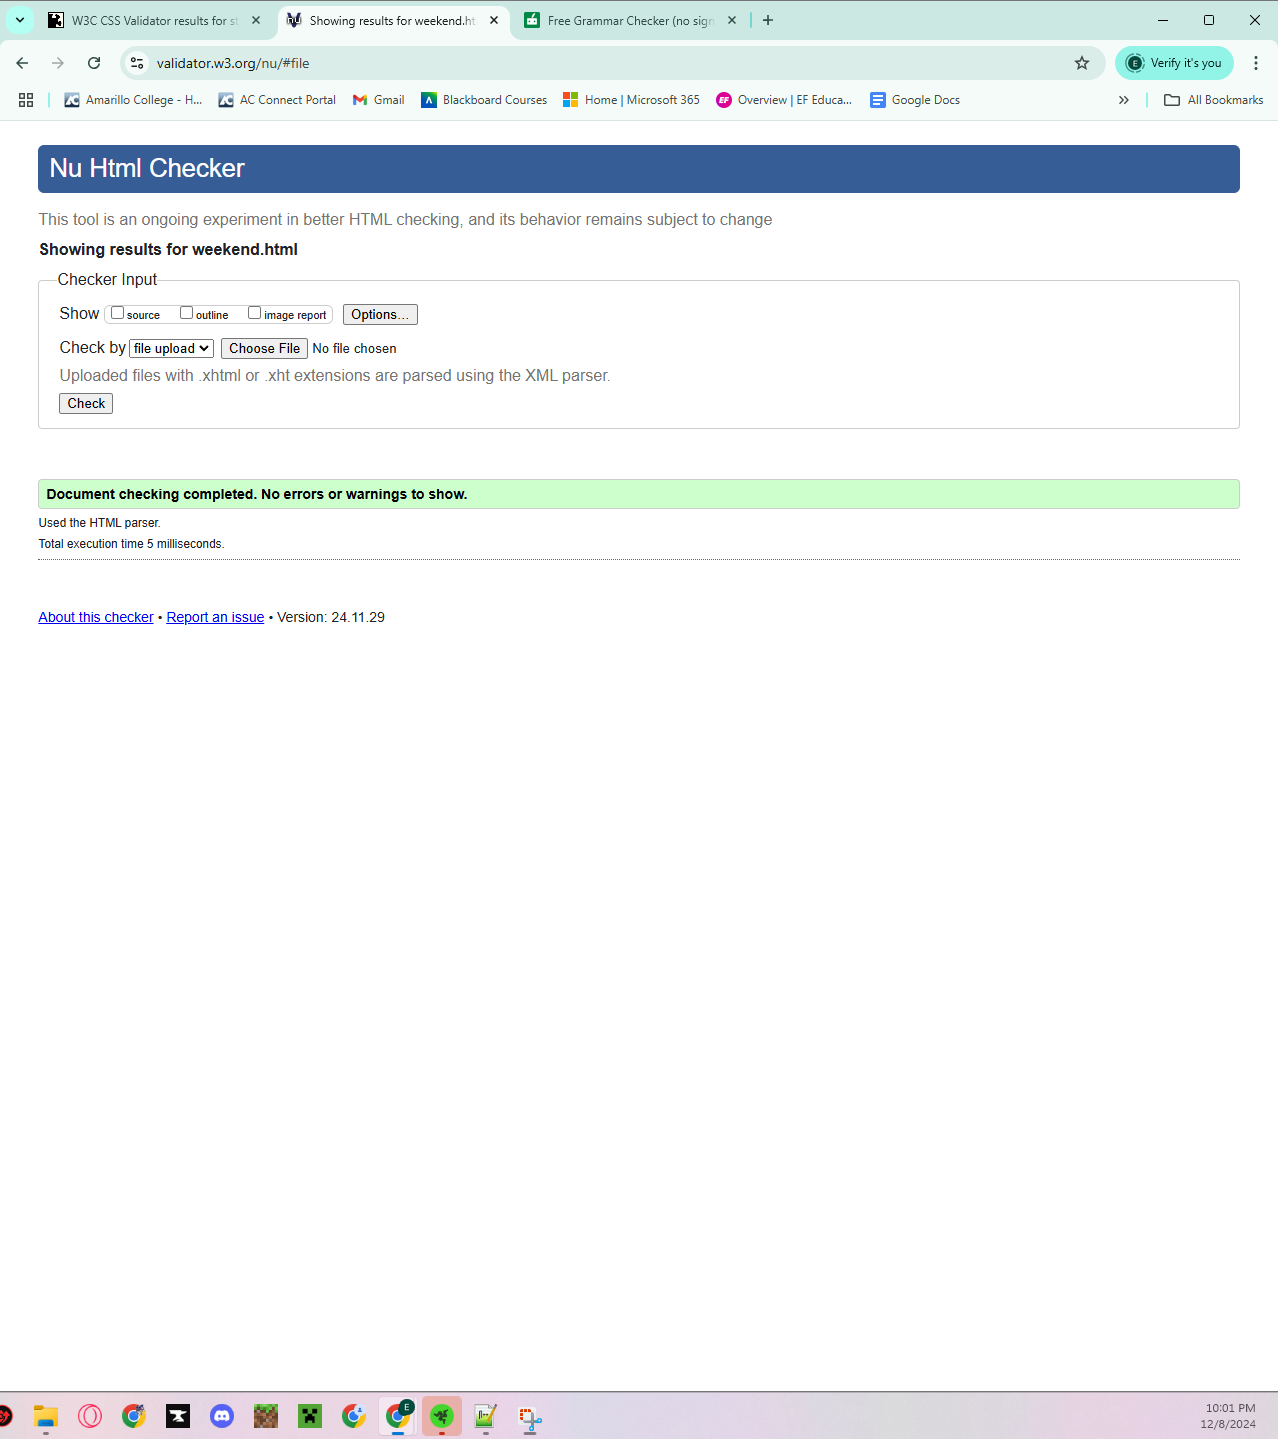 W3C CSS Validator results for st
Showing results for weekend.ht
Free Grammar Checker (no sign
validator.w3.org/nu/#file
E
Verify it's you
Amarillo College - H...
AC Connect Portal
Gmail
Blackboard Courses
Home | Microsoft 365
EF
Overview | EF Educa...
Google Docs
All Bookmarks
Nu Html Checker
This tool is an ongoing experiment in better HTML checking, and its behavior remains subject to change
Showing results for weekend.html
Checker Input
Show source outline image report Options...
Check by file upload Choose File No file chosen
Uploaded files with .xhtml or .xht extensions are parsed using the XML parser.
Check
Document checking completed. No errors or warnings to show.
Used the HTML parser.
Total execution time 5 milliseconds.
About this checker • Report an issue • Version: 24.11.29
E
10:01 PM
12/8/2024